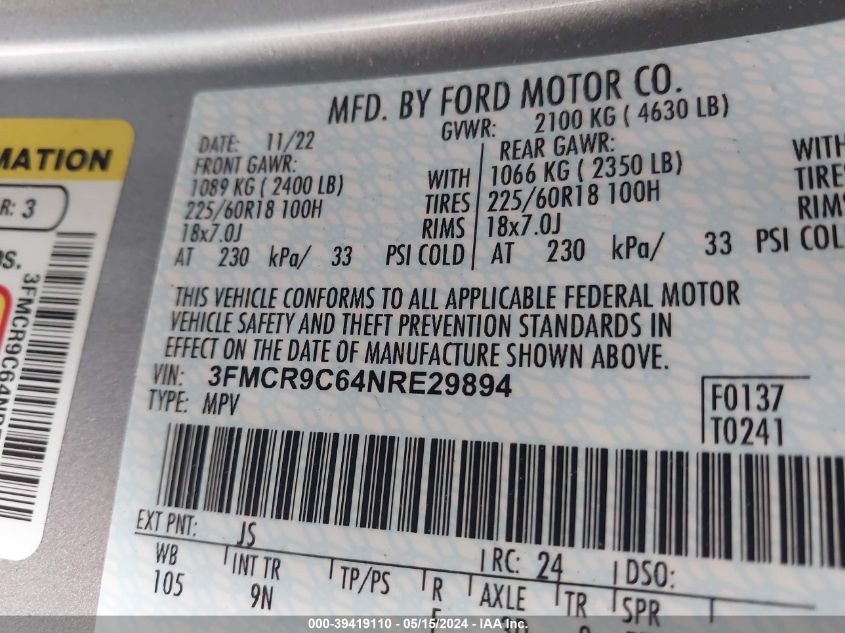 MFD. BY FORD MOTOR CO.
DATE: 11/22 GVWR: 2100 KG ( 4630 LB)
FRONT GAWR: REAR GAWR:
1089 KG ( 2400 LB) WITH 1066 KG ( 2350 LB) WITH
225/60R18 100H TIRES 225/60R18 100H TIRE
18x7.0J RIMS 18x7.0J RIMS
AT 230 kPa/ 33 PSI COLD AT 230 kPa/ 33 PSI COL
THIS VEHICLE CONFORMS TO ALL APPLICABLE FEDERAL MOTOR
VEHICLE SAFETY AND THEFT PREVENTION STANDARDS IN
EFFECT ON THE DATE OF MANUFACTURE SHOWN ABOVE.
VIN: 3FMCR9C64NRE29894
TYPE: MPV
F0137
T0241
EXT PNT: JS RC: 24 DSO:
WB INT TR TP/PS R AXLE TR SPR
105 9N
MATION
R: 3
3FMCR9C64NR
000-39419110 - 05/15/2024 - IAA Inc.